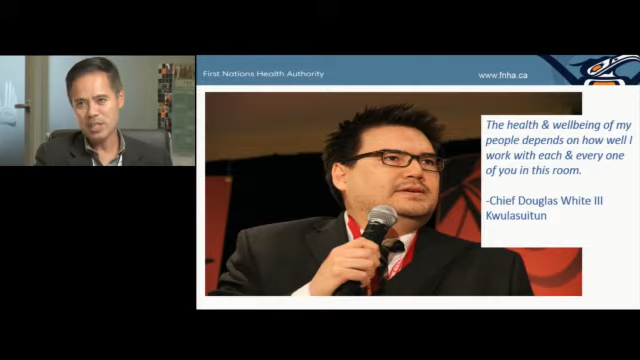 First Nations Health Authority
www.fnha.ca
The health & wellbeing of my
people depends on how well I
work with each & every one
of you in this room.
-Chief Douglas White III
Kwulasuitun